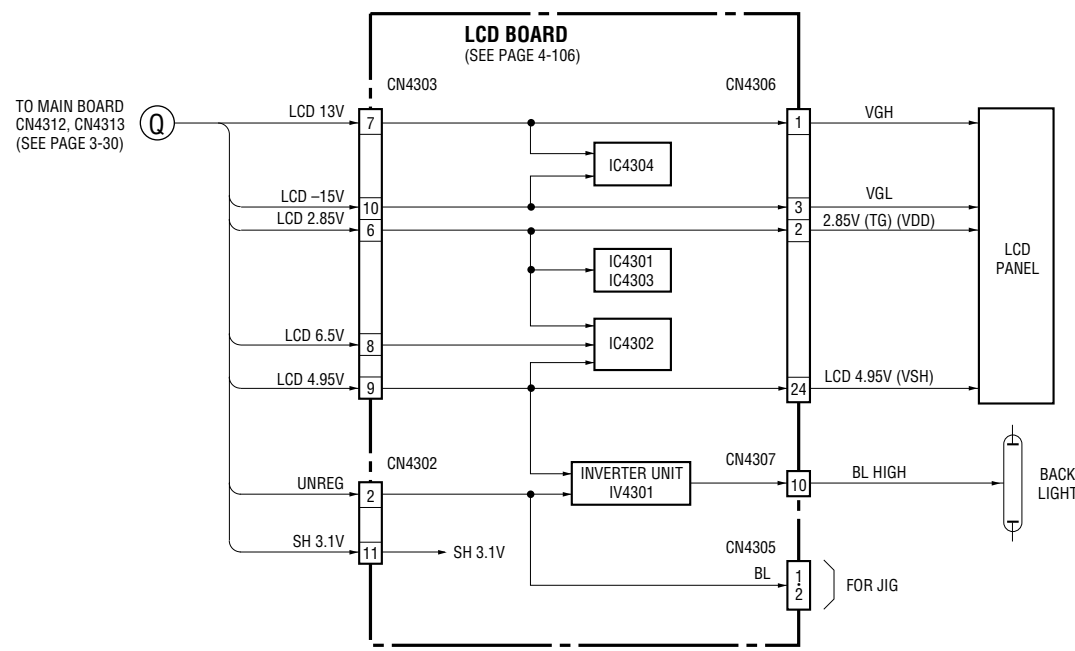 LCD BOARD
(SEE PAGE 4-106)
CN4303
CN4306
TO MAIN BOARD
CN4312, CN4313
(SEE PAGE 3-30)
Q
LCD 13V
7
1
VGH
IC4304
LCD –15V
10
3
VGL
LCD 2.85V
6
2
2.85V (TG) (VDD)
LCD
PANEL
IC4301
IC4303
LCD 6.5V
8
IC4302
LCD 4.95V
9
24
LCD 4.95V (VSH)
CN4302
CN4307
UNREG
2
INVERTER UNIT
IV4301
10
BL HIGH
BACK
LIGHT
SH 3.1V
11
SH 3.1V
CN4305
BL
1
2
FOR JIG